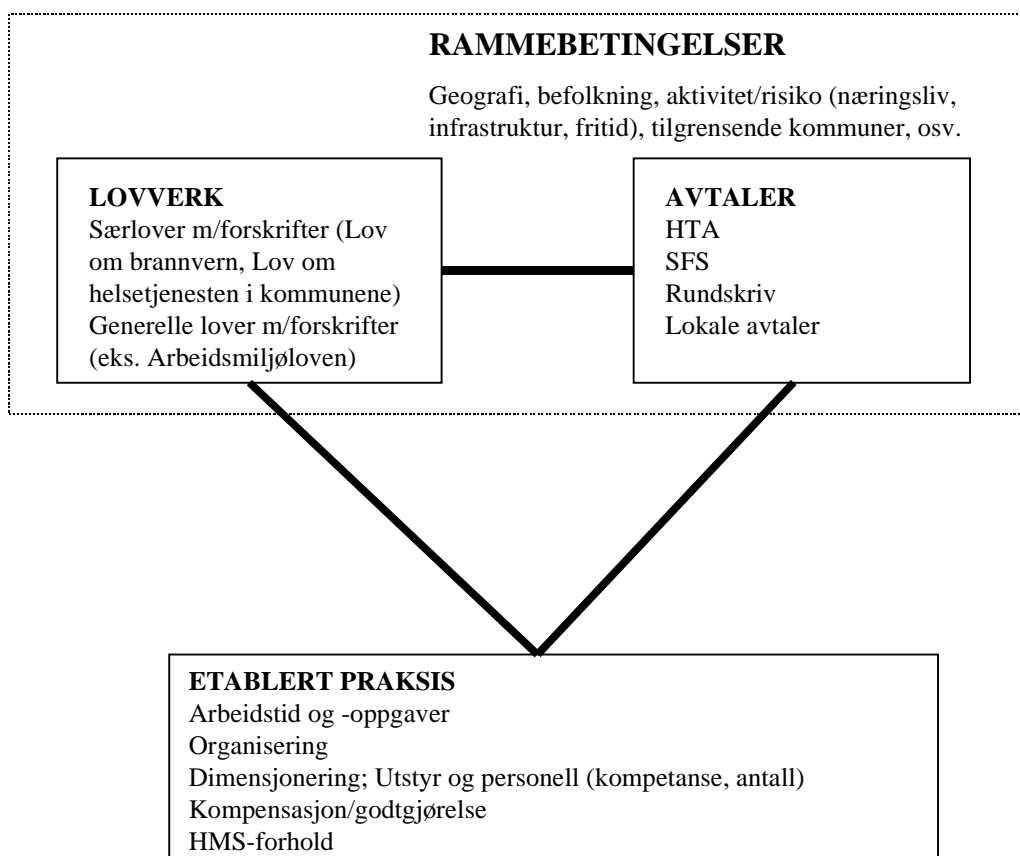 RAMMEBETINGELSER
Geografi, befolkning, aktivitet/risiko (næringsliv,
infrastruktur, fritid), tilgrensende kommuner, osv.
LOVVERK
Særlover m/forskrifter (Lov
om brannvern, Lov om
helsetjenesten i kommunene)
Generelle lover m/forskrifter
(eks. Arbeidsmiljøloven)
AVTALER
HTA
SFS
Rundskriv
Lokale avtaler
ETABLERT PRAKSIS
Arbeidstid og -oppgaver
Organisering
Dimensjonering; Utstyr og personell (kompetanse, antall)
Kompensasjon/godtgjørelse
HMS-forhold